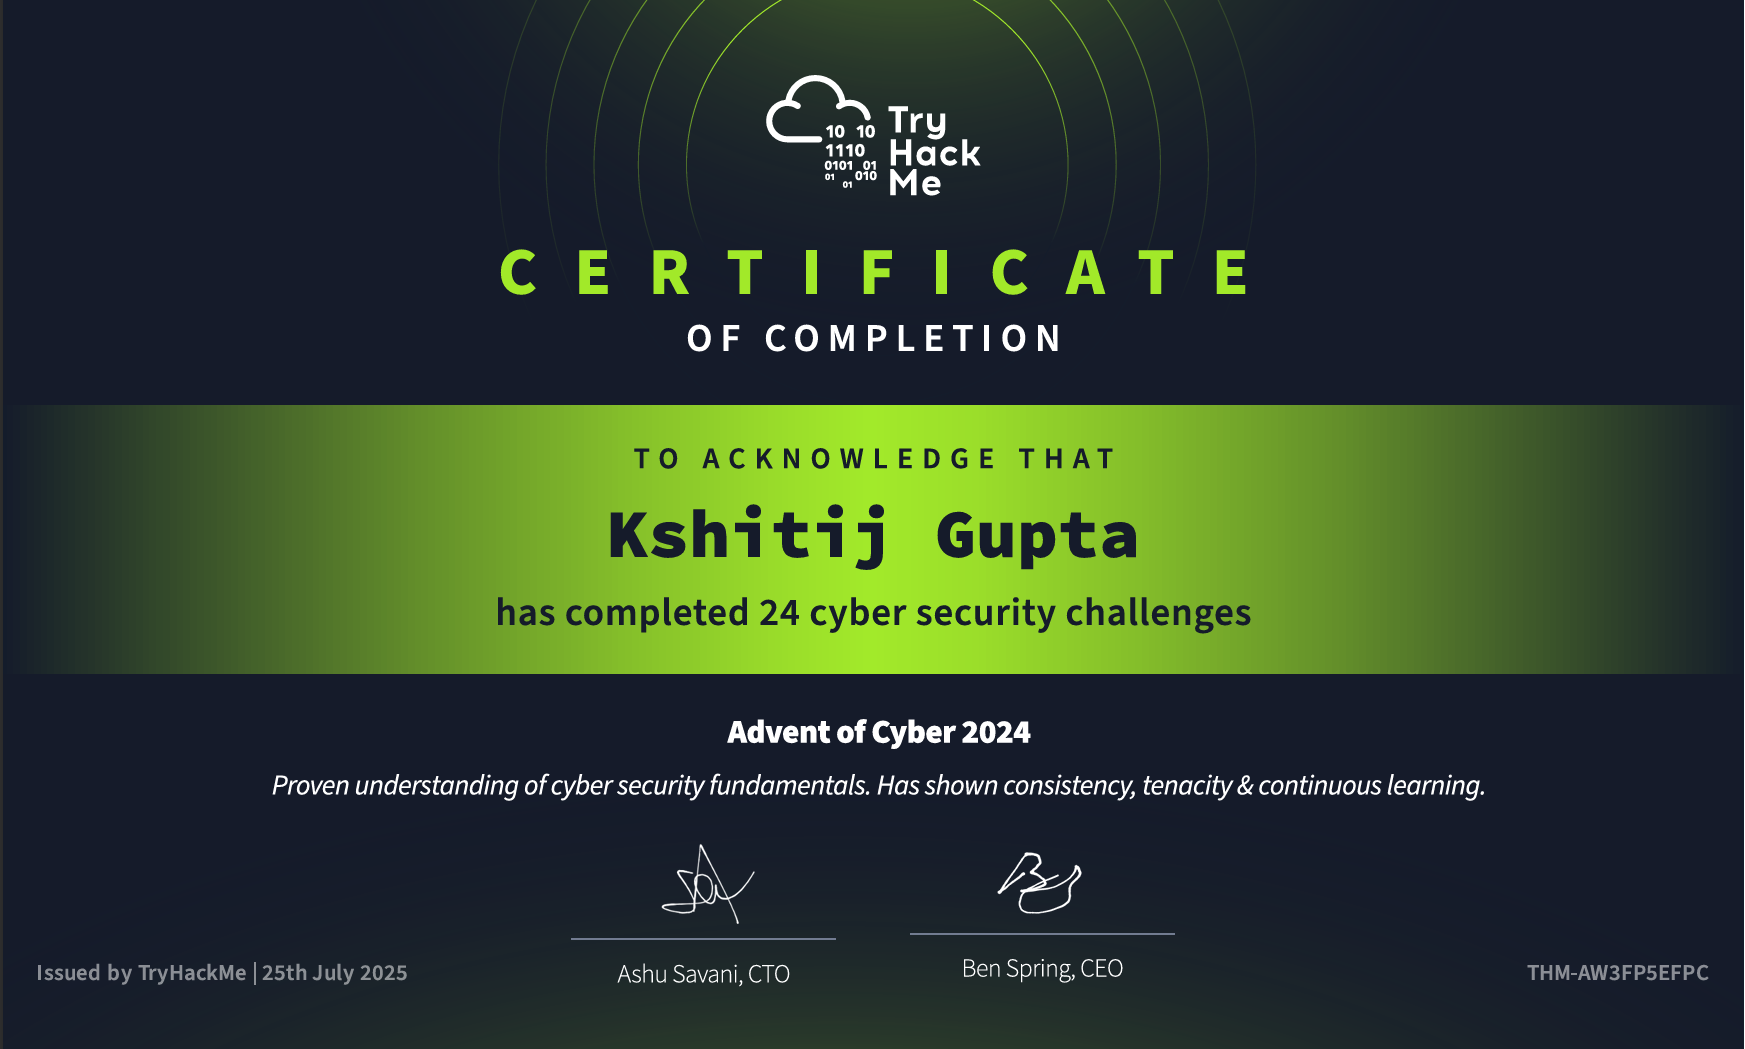 10 10
1110
0101 01
01 010
01
Try
Hack
Me
CERTIFICATE
OF COMPLETION
TO ACKNOWLEDGE THAT
Kshitij Gupta
has completed 24 cyber security challenges
Advent of Cyber 2024
Proven understanding of cyber security fundamentals. Has shown consistency, tenacity & continuous learning.
Ashu Savani, CTO
Ben Spring, CEO
Issued by TryHackMe | 25th July 2025
THM-AW3FP5EFPC